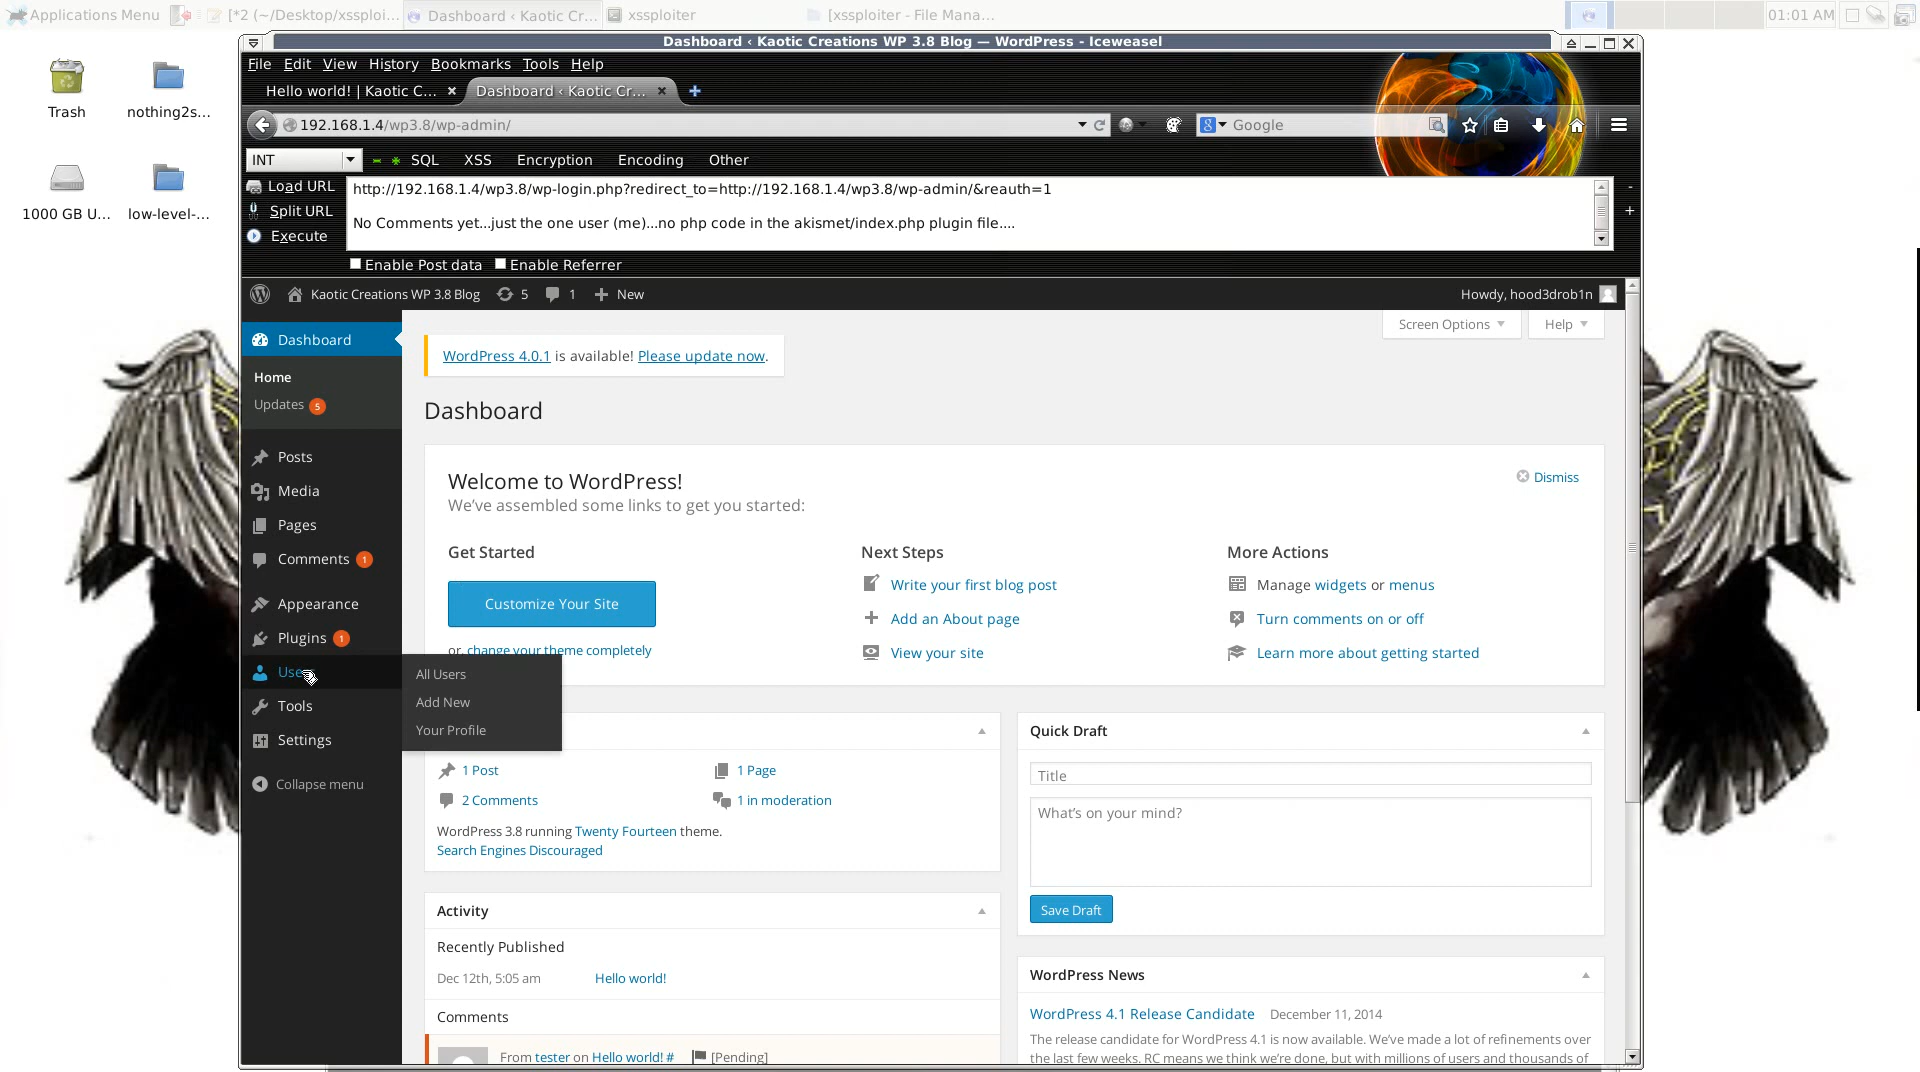 Applications Menu
[*2 (~/Desktop/xssploi...
Dashboard ‹ Kaotic Cr...
xssploiter
[xssploiter - File Mana...
01:01 AM
Trash
nothing2s...
1000 GB U...
low-level-...
Dashboard ‹ Kaotic Creations WP 3.8 Blog — WordPress - Iceweasel
File Edit View History Bookmarks Tools Help
Hello world! | Kaotic C...
Dashboard ‹ Kaotic Cr...
192.168.1.4/wp3.8/wp-admin/
Google
INT
SQL XSS Encryption Encoding Other
Load URL
Split URL
Execute
http://192.168.1.4/wp3.8/wp-login.php?redirect_to=http://192.168.1.4/wp3.8/wp-admin/&reauth=1
No Comments yet...just the one user (me)...no php code in the akismet/index.php plugin file....
Enable Post data Enable Referrer
Kaotic Creations WP 3.8 Blog 5 1 New
Howdy, hood3drob1n
Dashboard
Home
Updates 5
Posts
Media
Pages
Comments 1
Appearance
Plugins 1
Use
Tools
Settings
Collapse menu
All Users
Add New
Your Profile
Screen Options
Help
WordPress 4.0.1 is available! Please update now.
Dashboard
Welcome to WordPress!
We’ve assembled some links to get you started:
Dismiss
Get Started
Customize Your Site
or, change your theme completely
Next Steps
Write your first blog post
Add an About page
View your site
More Actions
Manage widgets or menus
Turn comments on or off
Learn more about getting started
1 Post
1 Page
2 Comments
1 in moderation
WordPress 3.8 running Twenty Fourteen theme.
Search Engines Discouraged
Activity
Recently Published
Dec 12th, 5:05 am Hello world!
Comments
From tester on Hello world! # [Pending]
Quick Draft
Title
What’s on your mind?
Save Draft
WordPress News
WordPress 4.1 Release Candidate December 11, 2014
The release candidate for WordPress 4.1 is now available. We’ve made a lot of refinements over
the last few weeks. RC means we think we’re done, but with millions of users and thousands of